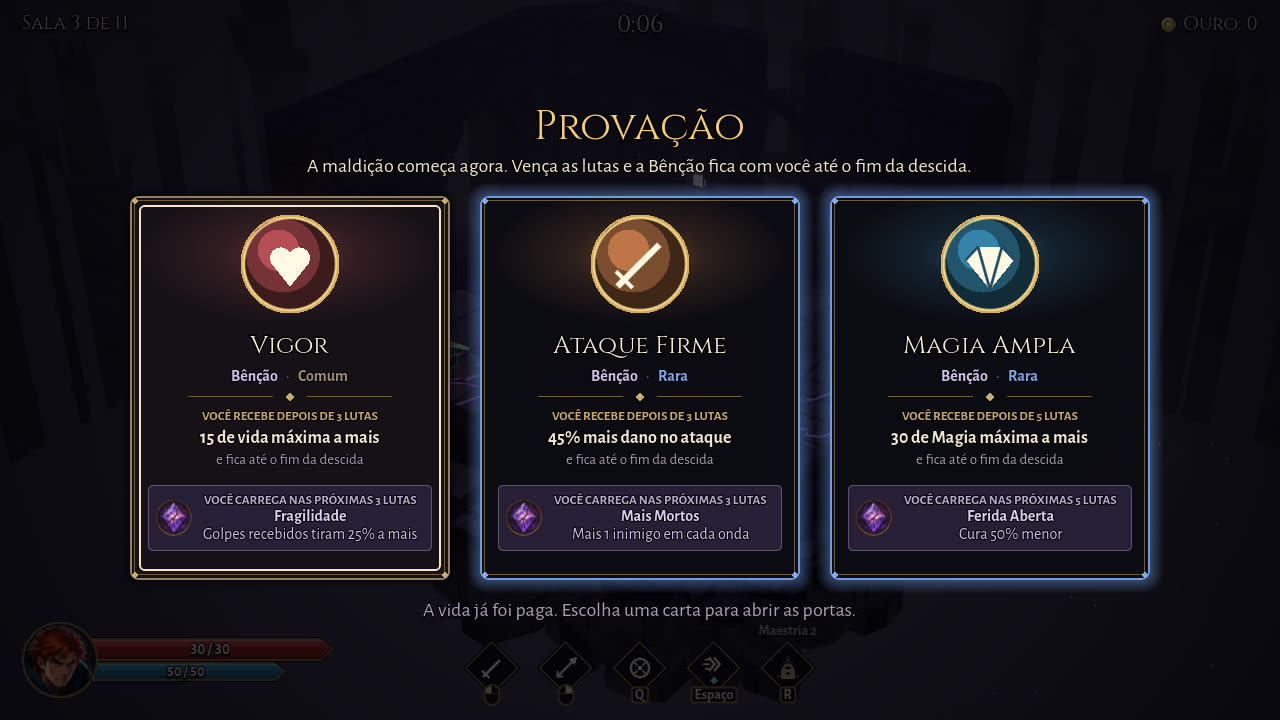 Sala 3 de 11
0:06
Ouro: 0
Provação
A maldição começa agora. Vença as lutas e a Bênção fica com você até o fim da descida.
Vigor
Bênção · Comum
VOCÊ RECEBE DEPOIS DE 3 LUTAS
15 de vida máxima a mais
e fica até o fim da descida
VOCÊ CARREGA NAS PRÓXIMAS 3 LUTAS
Fragilidade
Golpes recebidos tiram 25% a mais
Ataque Firme
Bênção · Rara
VOCÊ RECEBE DEPOIS DE 3 LUTAS
45% mais dano no ataque
e fica até o fim da descida
VOCÊ CARREGA NAS PRÓXIMAS 3 LUTAS
Mais Mortos
Mais 1 inimigo em cada onda
Magia Ampla
Bênção · Rara
VOCÊ RECEBE DEPOIS DE 5 LUTAS
30 de Magia máxima a mais
e fica até o fim da descida
VOCÊ CARREGA NAS PRÓXIMAS 5 LUTAS
Ferida Aberta
Cura 50% menor
A vida já foi paga. Escolha uma carta para abrir as portas.
Maestria 2
30 / 30
50 / 50
Q
Espaço
R